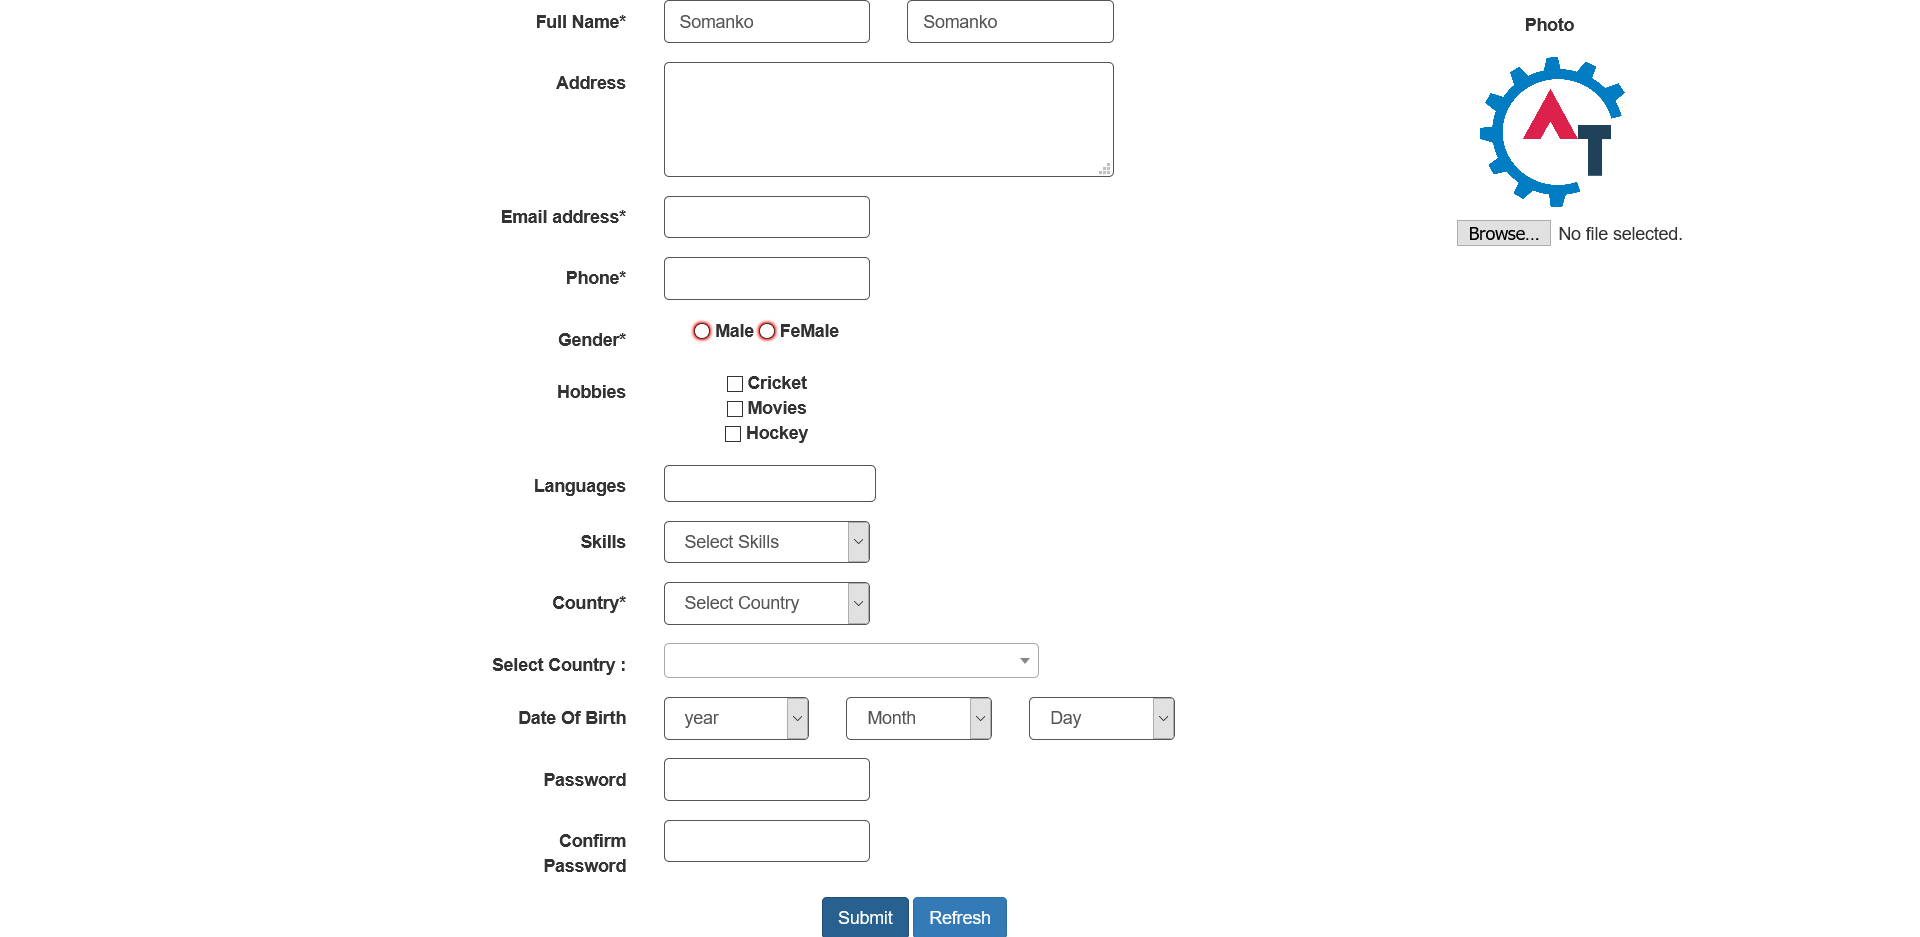 Full Name* Somanko Somanko
Photo
Address
AT
Email address*
Browse... No file selected.
Phone*
Gender* Male FeMale
Hobbies Cricket
Movies
Hockey
Languages
Skills Select Skills
Country* Select Country
Select Country :
Date Of Birth year Month Day
Password
Confirm
Password
Submit Refresh